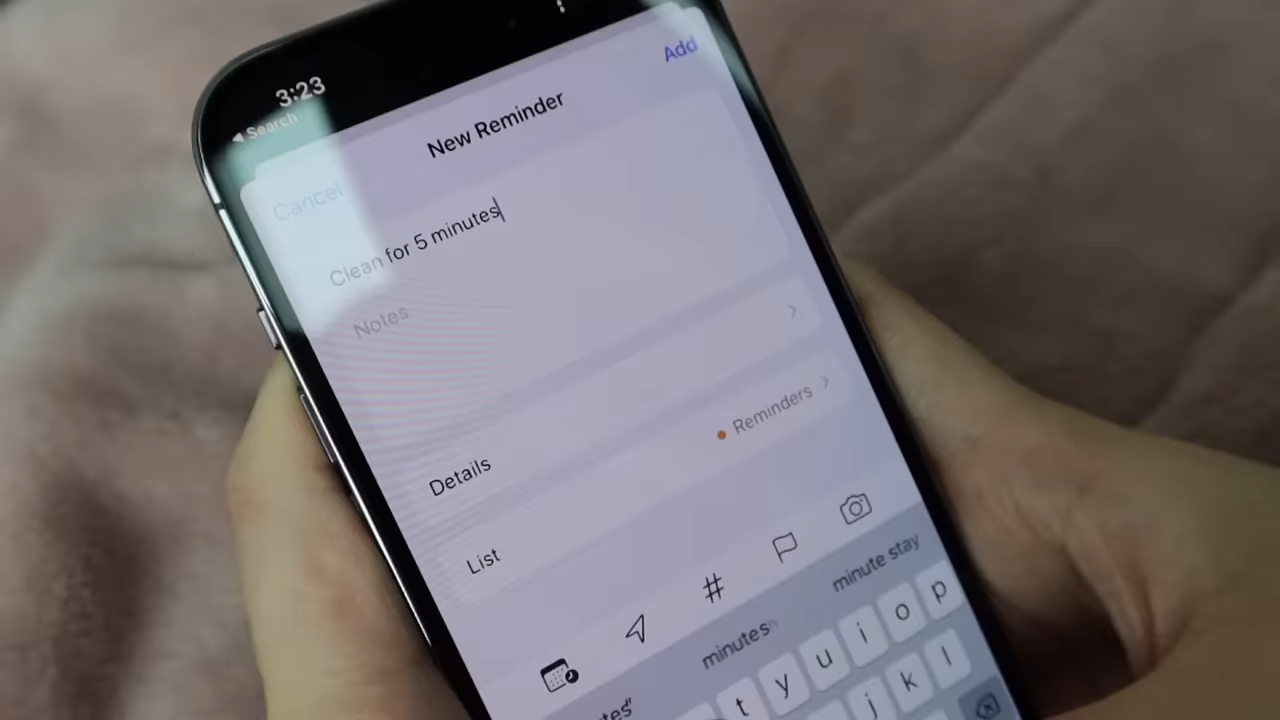 3:23
◀ Search
Add
New Reminder
Cancel
Clean for 5 minutes
Notes
Details
Reminders
List
#
minutes
minute stay
t y u i o p
j k l